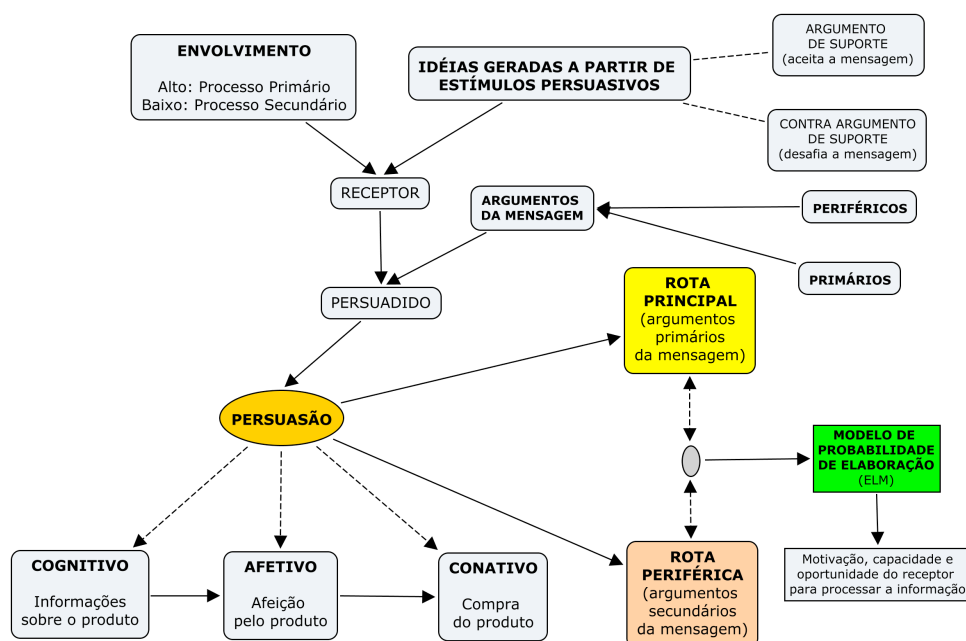 ENVOLVIMENTO
Alto: Processo Primário
Baixo: Processo Secundário
IDÉIAS GERADAS A PARTIR DE
ESTÍMULOS PERSUASIVOS
ARGUMENTO
DE SUPORTE
(aceita a mensagem)
CONTRA ARGUMENTO
DE SUPORTE
(desafia a mensagem)
RECEPTOR
ARGUMENTOS
DA MENSAGEM
PERIFÉRICOS
PRIMÁRIOS
PERSUADIDO
ROTA
PRINCIPAL
(argumentos
primários
da mensagem)
PERSUASÃO
MODELO DE
PROBABILIDADE
DE ELABORAÇÃO
(ELM)
COGNITIVO
Informações
sobre o produto
AFETIVO
Afeição
pelo produto
CONATIVO
Compra
do produto
ROTA
PERIFÉRICA
(argumentos
secundários
da mensagem)
Motivação, capacidade e
oportunidade do receptor
para processar a informação